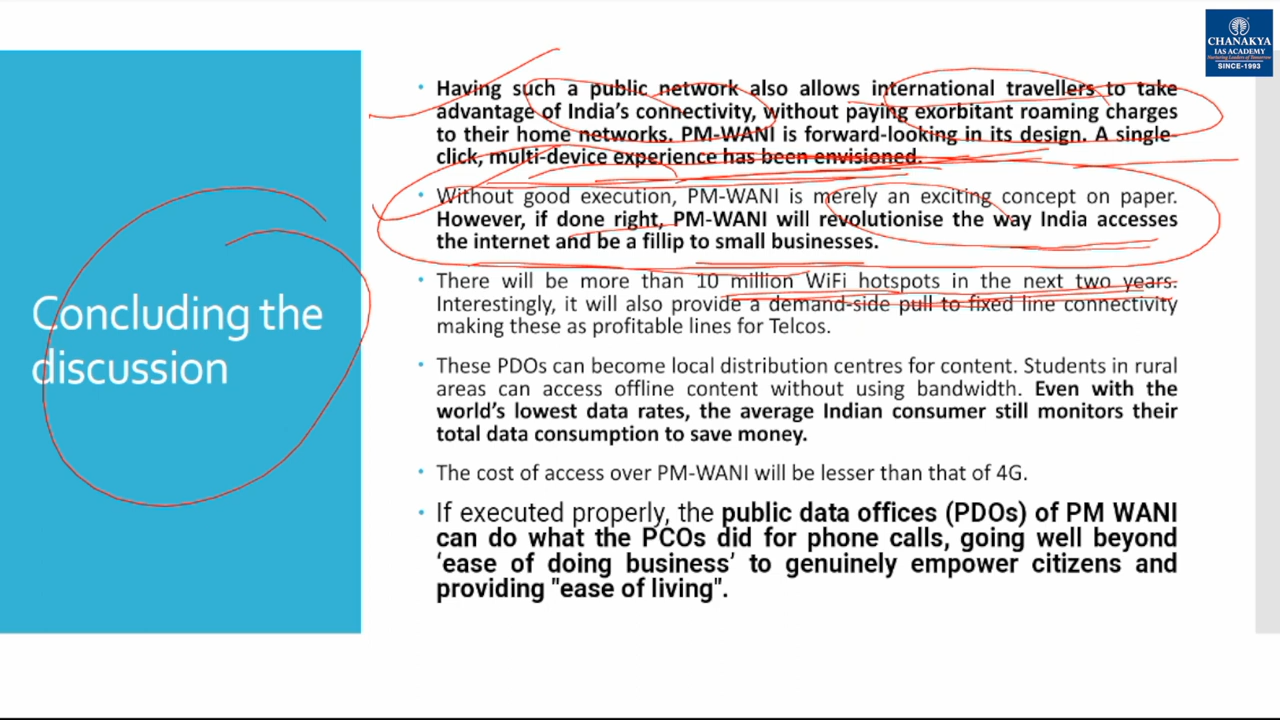 CHANAKYA
IAS ACADEMY
Nurturing Leaders of Tomorrow
SINCE-1993
Concluding the
discussion
• Having such a public network also allows international travellers to take
advantage of India's connectivity, without paying exorbitant roaming charges
to their home networks. PM-WANI is forward-looking in its design. A single-
click, multi-device experience has been envisioned.
• Without good execution, PM-WANI is merely an exciting concept on paper.
However, if done right, PM-WANI will revolutionise the way India accesses
the internet and be a fillip to small businesses.
• There will be more than 10 million WiFi hotspots in the next two years.
Interestingly, it will also provide a demand-side pull to fixed line connectivity
making these as profitable lines for Telcos.
• These PDOs can become local distribution centres for content. Students in rural
areas can access offline content without using bandwidth. Even with the
world's lowest data rates, the average Indian consumer still monitors their
total data consumption to save money.
• The cost of access over PM-WANI will be lesser than that of 4G.
• If executed properly, the public data offices (PDOs) of PM WANI
can do what the PCOs did for phone calls, going well beyond
'ease of doing business' to genuinely empower citizens and
providing "ease of living".